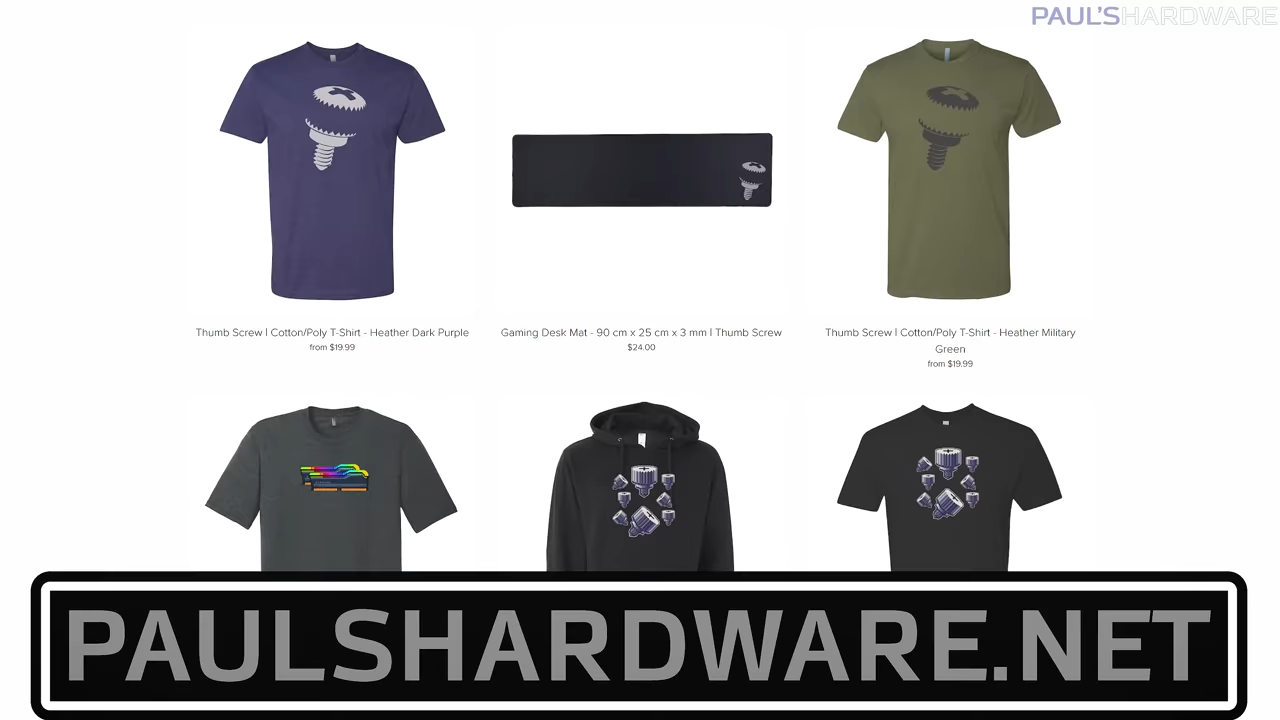 PAUL'SHARDWARE
Thumb Screw | Cotton/Poly T-Shirt - Heather Dark Purple
from $19.99
Gaming Desk Mat - 90 cm x 25 cm x 3 mm | Thumb Screw
$24.00
Thumb Screw | Cotton/Poly T-Shirt - Heather Military
Green
from $19.99
PAULSHARDWARE.NET